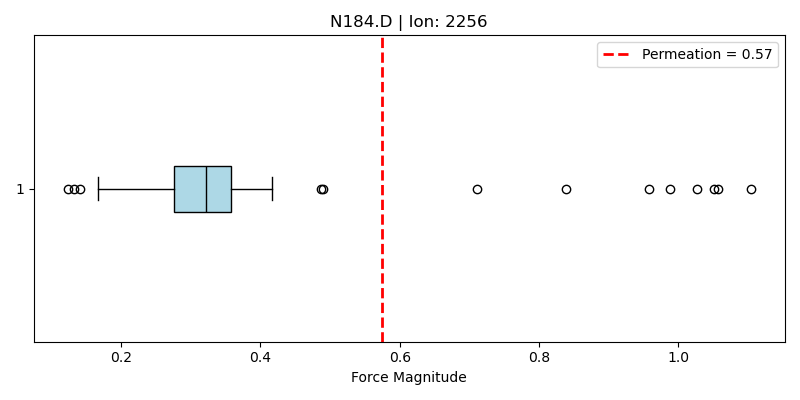 N184.D | Ion: 2256
Permeation = 0.57
1
0.2 0.4 0.6 0.8 1.0
Force Magnitude